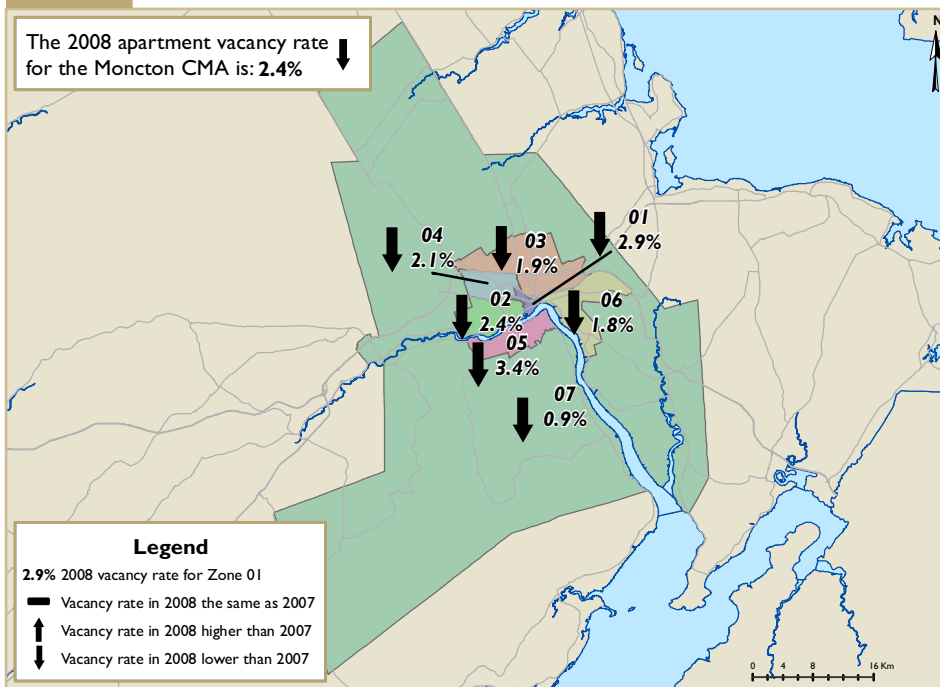 The 2008 apartment vacancy rate
for the Moncton CMA is: 2.4%
N
01
2.9%
04
2.1%
03
1.9%
02
2.4%
06
1.8%
05
3.4%
07
0.9%
Legend
2.9% 2008 vacancy rate for Zone 01
Vacancy rate in 2008 the same as 2007
Vacancy rate in 2008 higher than 2007
Vacancy rate in 2008 lower than 2007
0 4 8 16 Km